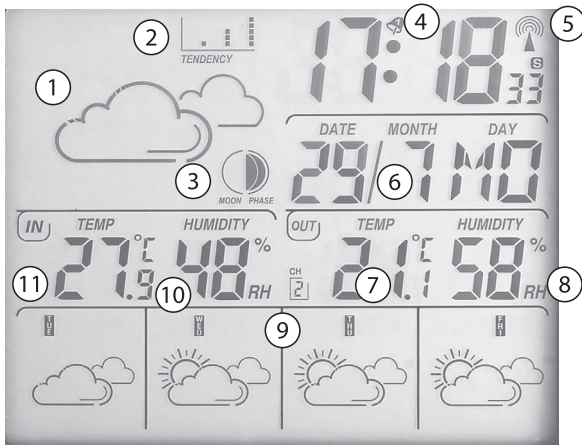 2
4
5
17:18
S
33
TENDENCY
1
DATE MONTH DAY
29/7 MO
6
3
MOON PHASE
IN TEMP HUMIDITY
27.9 °C 48 % RH
11
10
OUT TEMP HUMIDITY
CH
2
21.1 °C 58 % RH
7
8
9
TUE WED THU FRI